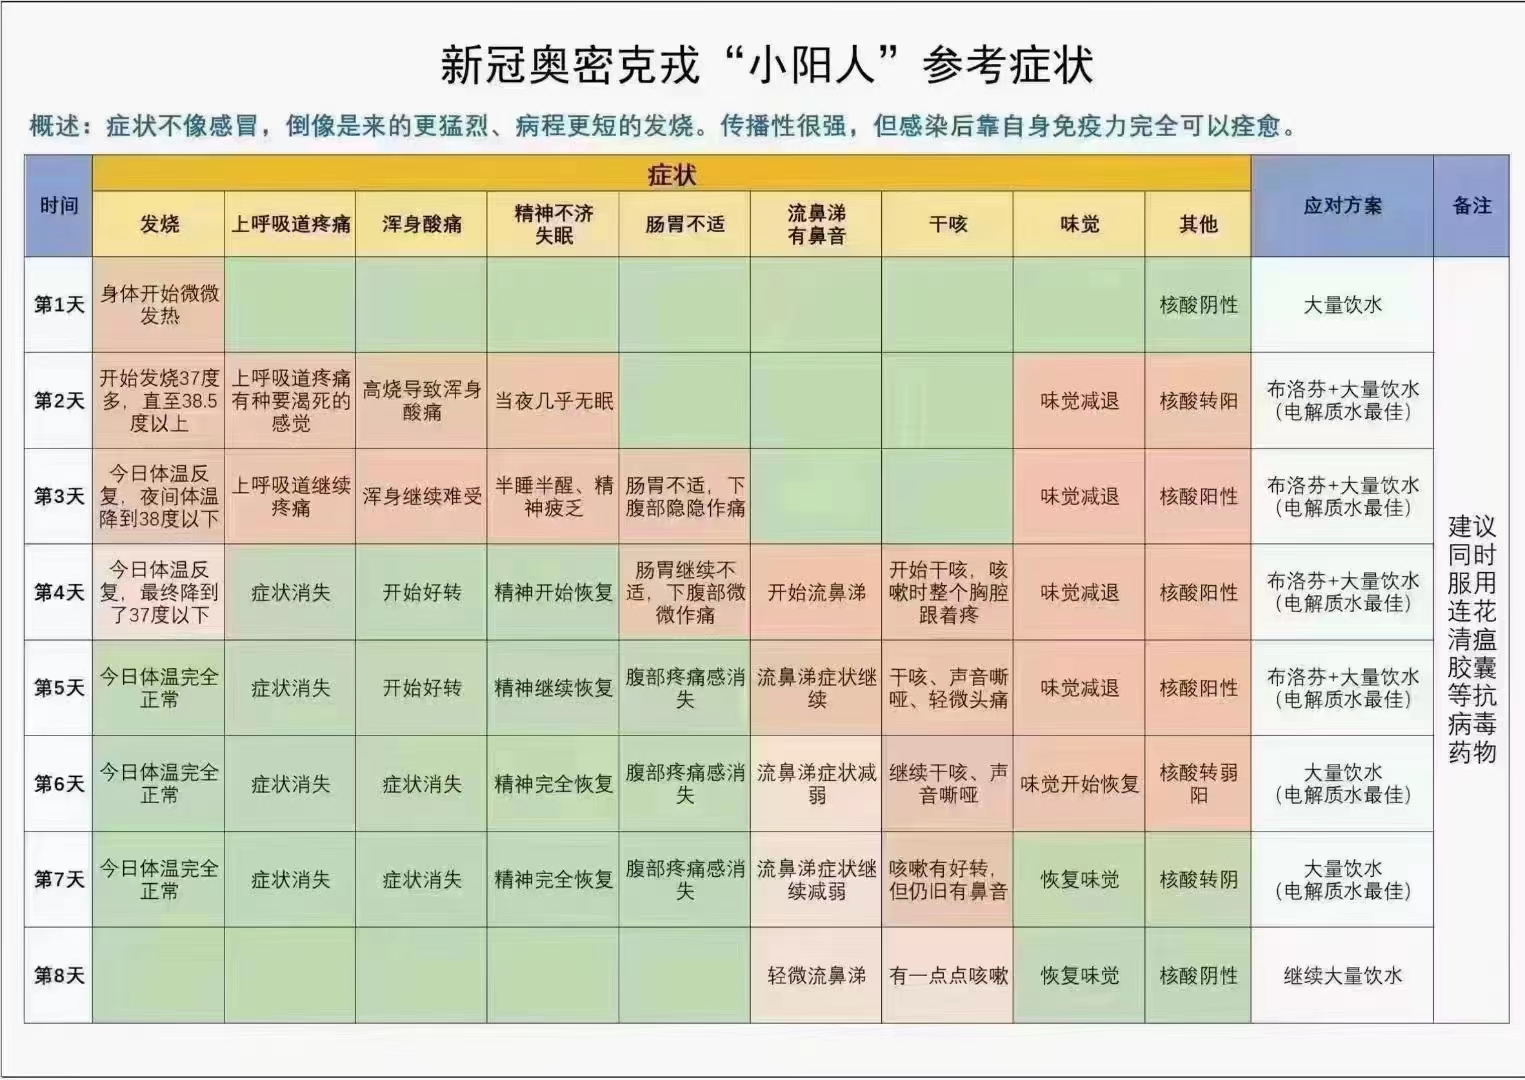 新冠奥密克戎“小阳人”参考症状
概述：症状不像感冒，倒像是来的更猛烈、病程更短的发烧。传播性很强，但感染后靠自身免疫力完全可以痊愈。
时间
症状
应对方案
备注
发烧
上呼吸道疼痛
浑身酸痛
精神不济
失眠
肠胃不适
流鼻涕
有鼻音
干咳
味觉
其他
第1天
身体开始微微
发热
核酸阴性
大量饮水
第2天
开始发烧37度
多，直至38.5
度以上
上呼吸道疼痛
有种要渴死的
感觉
高烧导致浑身
酸痛
当夜几乎无眠
味觉减退
核酸转阳
布洛芬+大量饮水
（电解质水最佳）
第3天
今日体温反
复，夜间体温
降到38度以下
上呼吸道继续
疼痛
浑身继续难受
半睡半醒、精
神疲乏
肠胃不适，下
腹部隐隐作痛
味觉减退
核酸阳性
布洛芬+大量饮水
（电解质水最佳）
第4天
今日体温反
复，最终降到
了37度以下
症状消失
开始好转
精神开始恢复
肠胃继续不
适，下腹部微
微作痛
开始流鼻涕
开始干咳，咳
嗽时整个胸腔
跟着疼
味觉减退
核酸阳性
布洛芬+大量饮水
（电解质水最佳）
第5天
今日体温完全
正常
症状消失
开始好转
精神继续恢复
腹部疼痛感消
失
流鼻涕症状继
续
干咳、声音嘶
哑、轻微头痛
味觉减退
核酸阳性
布洛芬+大量饮水
（电解质水最佳）
第6天
今日体温完全
正常
症状消失
症状消失
精神完全恢复
腹部疼痛感消
失
流鼻涕症状减
弱
继续干咳、声
音嘶哑
味觉开始恢复
核酸转弱
阳
大量饮水
（电解质水最佳）
第7天
今日体温完全
正常
症状消失
症状消失
精神完全恢复
腹部疼痛感消
失
流鼻涕症状继
续减弱
咳嗽有好转，
但仍旧有鼻音
恢复味觉
核酸转阴
大量饮水
（电解质水最佳）
第8天
轻微流鼻涕
有一点点咳嗽
恢复味觉
核酸阴性
继续大量饮水
建议
同时
服用
连花
清瘟
胶囊
等抗
病毒
药物